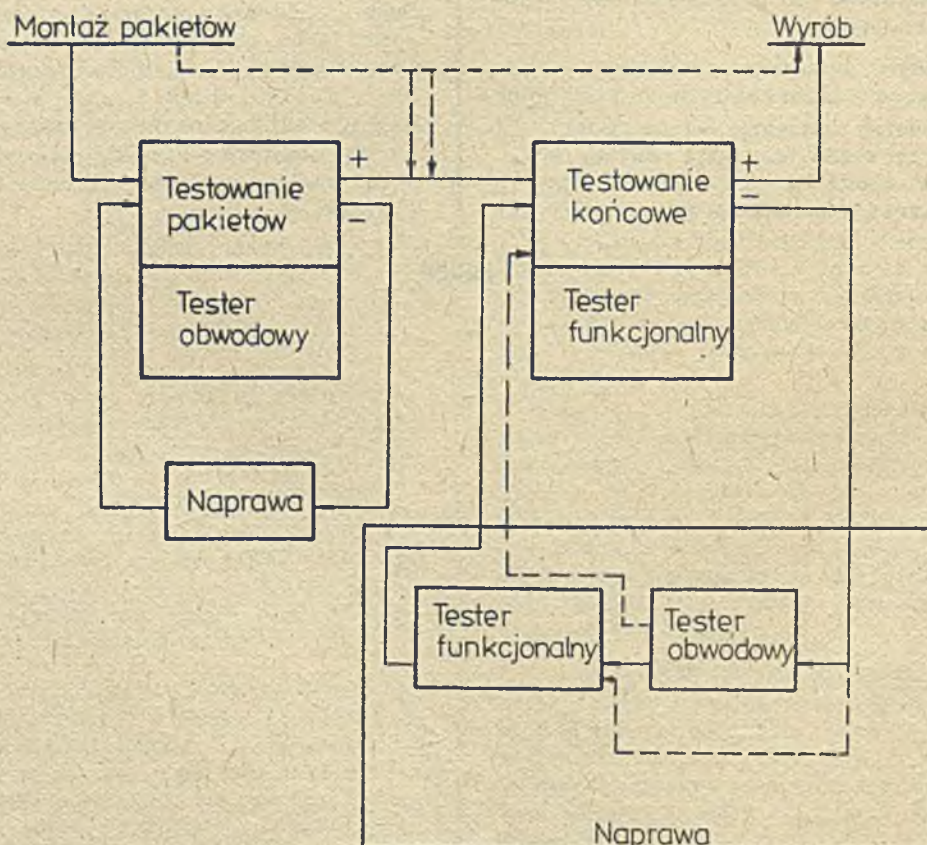 Montaż pakietów
Wyrób
+
Testowanie
pakietów
-
Tester
obwodowy
+
Testowanie
końcowe
-
Tester
funkcjonalny
Naprawa
Tester
funkcjonalny
Tester
obwodowy
Naprawa